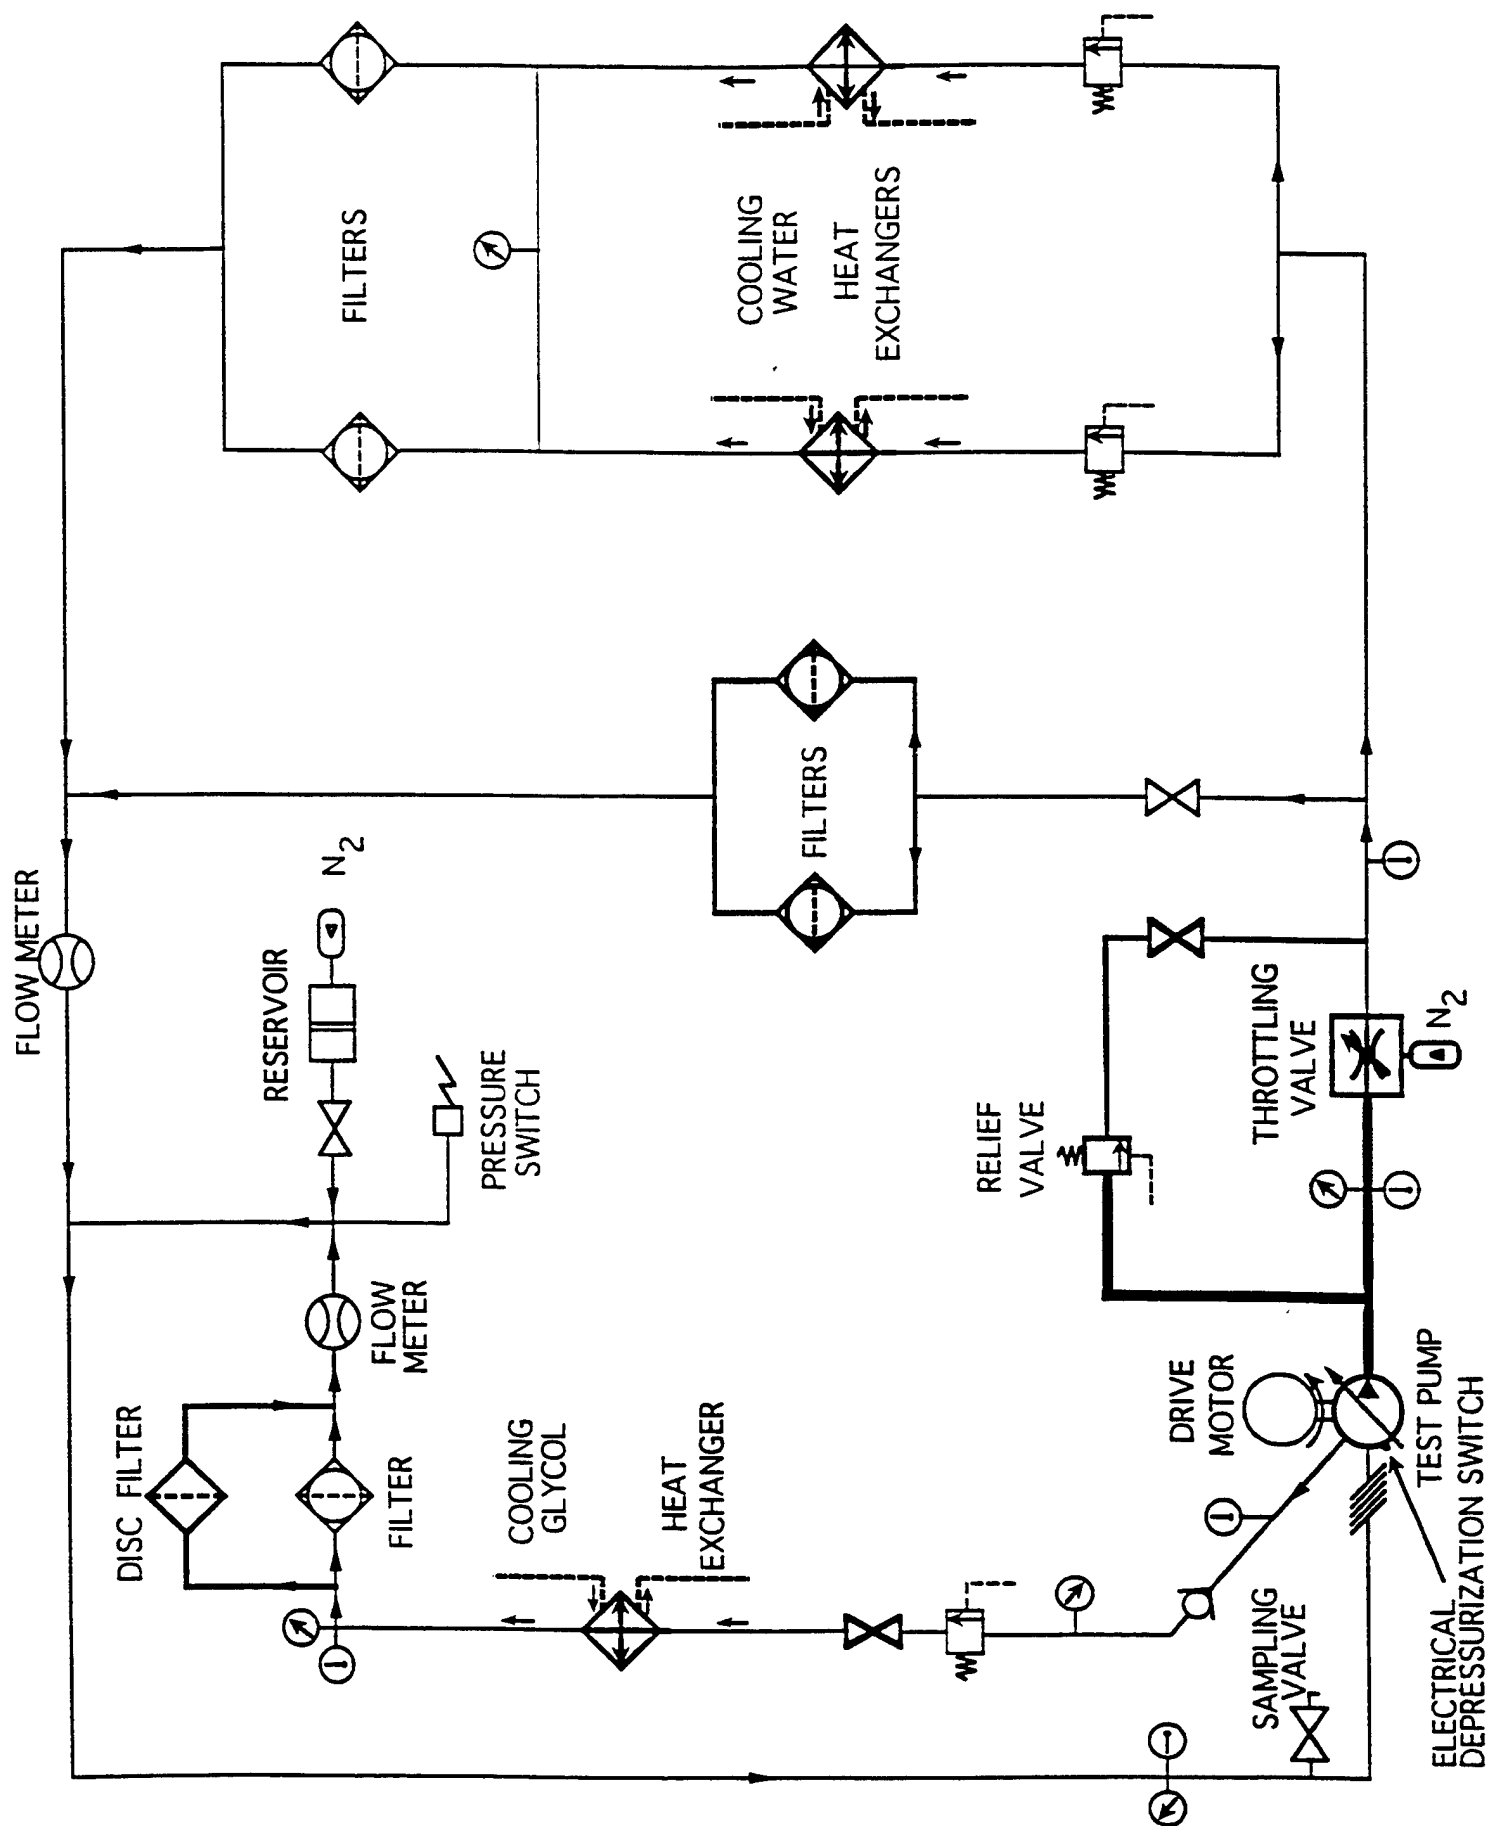 FLOW METER
RESERVOIR
N2
PRESSURE
SWITCH
DISC FILTER
FILTER
FLOW
METER
COOLING
GLYCOL
HEAT
EXCHANGER
FILTERS
FILTERS
COOLING
WATER
HEAT
EXCHANGERS
RELIEF
VALVE
THROTTLING
VALVE
N2
DRIVE
MOTOR
TEST PUMP
SAMPLING
VALVE
ELECTRICAL
DEPRESSURIZATION SWITCH